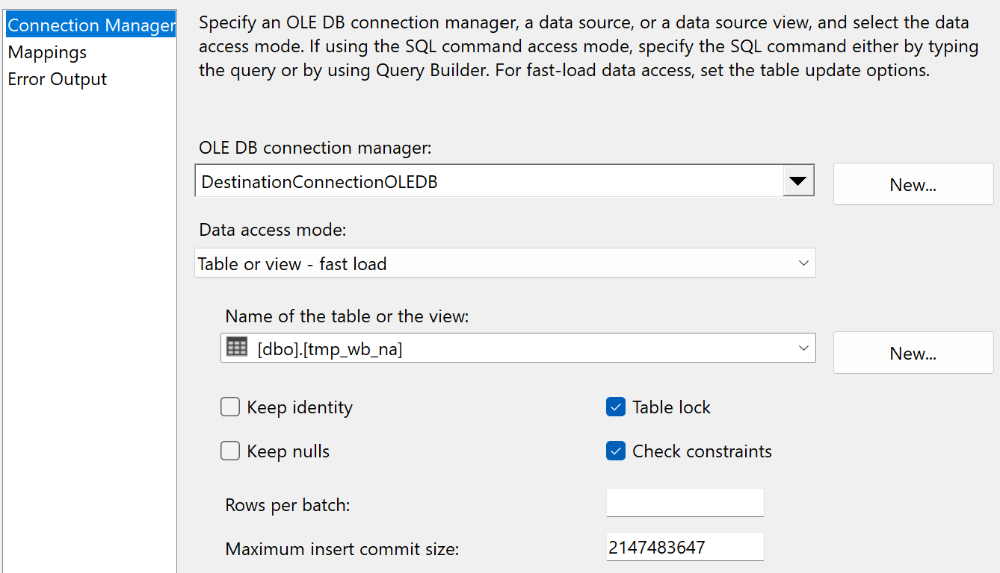 Connection Manager
Mappings
Error Output
Specify an OLE DB connection manager, a data source, or a data source view, and select the data
access mode. If using the SQL command access mode, specify the SQL command either by typing
the query or by using Query Builder. For fast-load data access, set the table update options.
OLE DB connection manager:
DestinationConnectionOLEDB
New...
Data access mode:
Table or view - fast load
Name of the table or the view:
[dbo].[tmp_wb_na]
New...
Keep identity
Table lock
Keep nulls
Check constraints
Rows per batch:
Maximum insert commit size:
2147483647